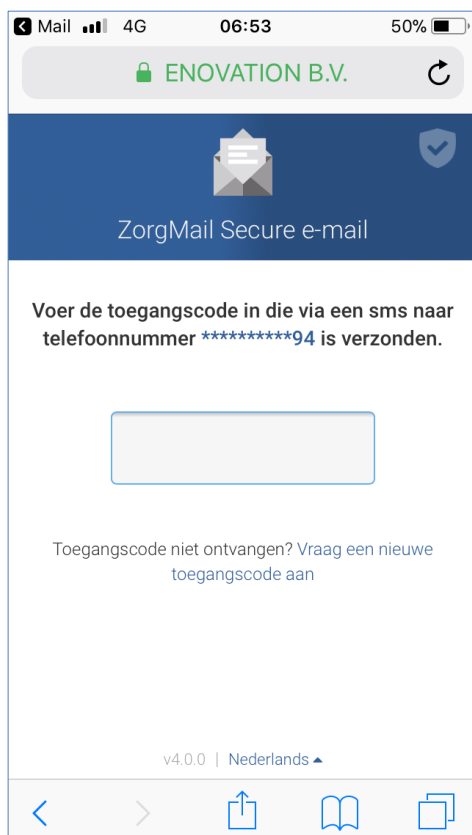 Mail 4G 06:53 50%
ENOVATION B.V.
ZorgMail Secure e-mail
Voer de toegangscode in die via een sms naar
telefoonnummer **********94 is verzonden.
Toegangscode niet ontvangen? Vraag een nieuwe
toegangscode aan
v4.0.0 | Nederlands